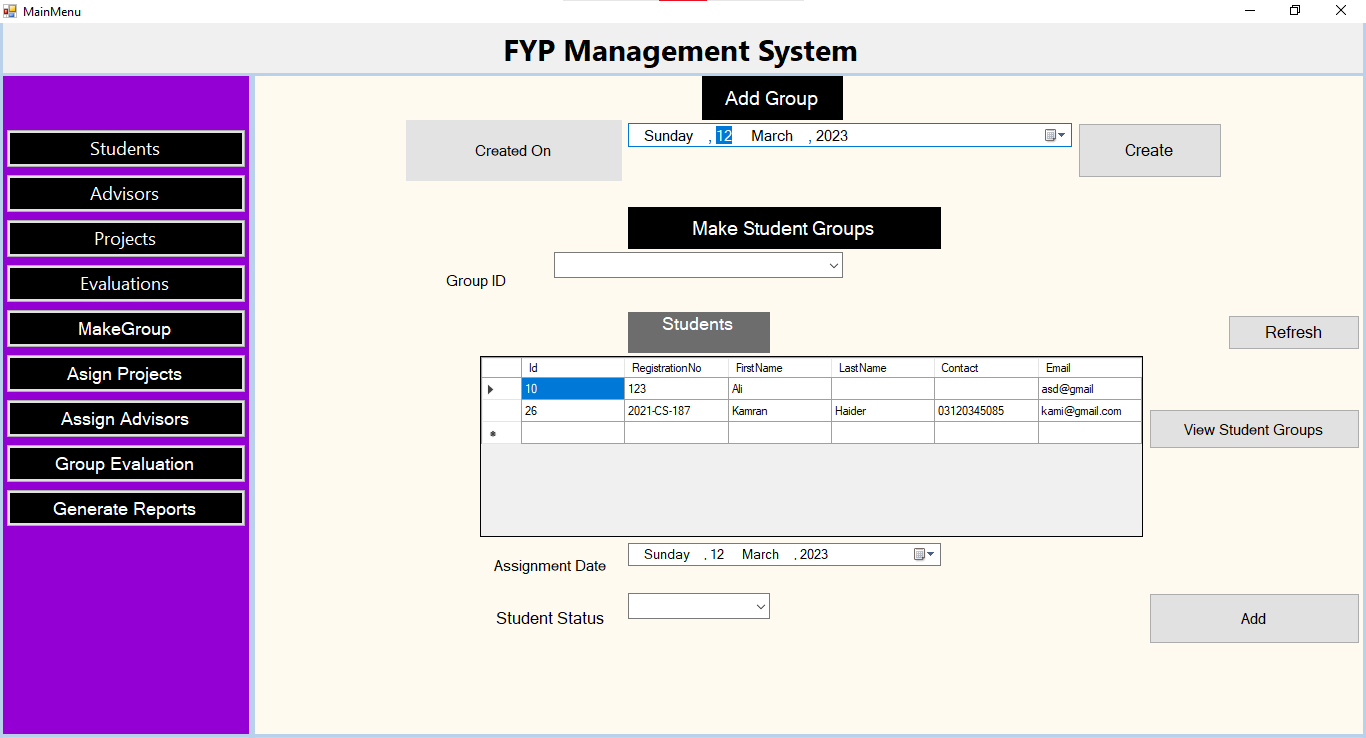 MainMenu
FYP Management System
Add Group
Created On
Sunday , 12 March , 2023
Create
Make Student Groups
Group ID
Students
Refresh
Id RegistrationNo FirstName LastName Contact Email
10 123 Ali asd@gmail
26 2021-CS-187 Kamran Haider 03120345085 kami@gmail.com
View Student Groups
Assignment Date
Sunday , 12 March , 2023
Student Status
Add
Students
Advisors
Projects
Evaluations
MakeGroup
Asign Projects
Assign Advisors
Group Evaluation
Generate Reports